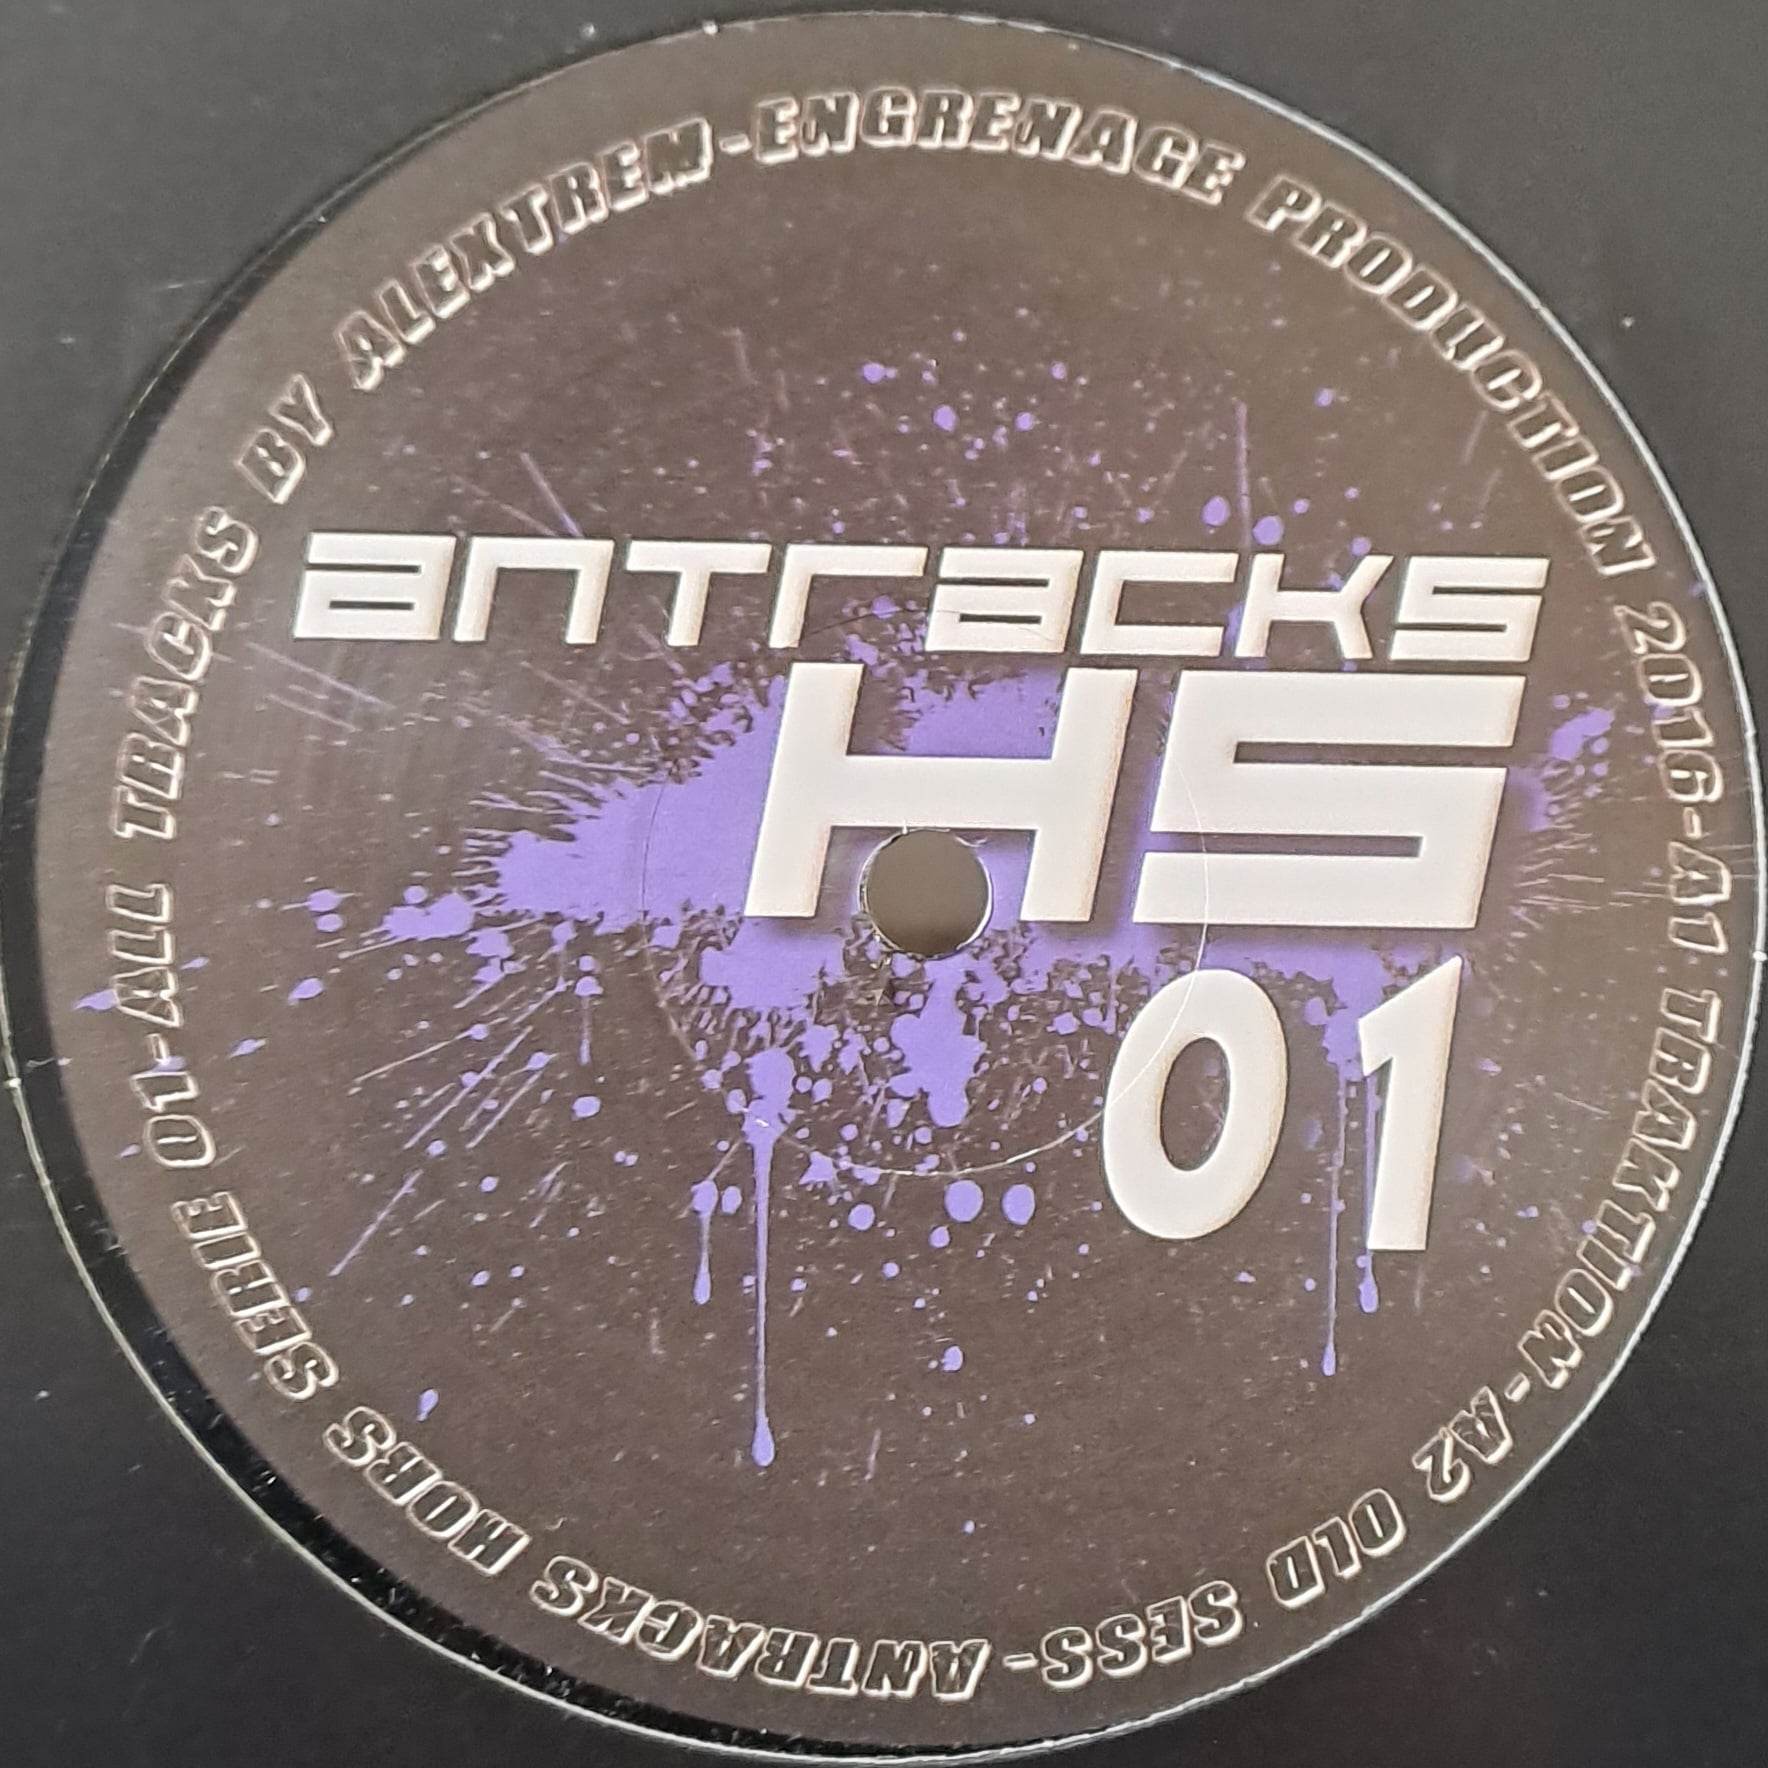 antracks
HS
01
ANTRACKS HORS SERIE 01-ALL TRACKS BY ALEXTREM-ENGRENAGE PRODUCTION 2016-A1 TRAKTION-A2 OLD SESS-